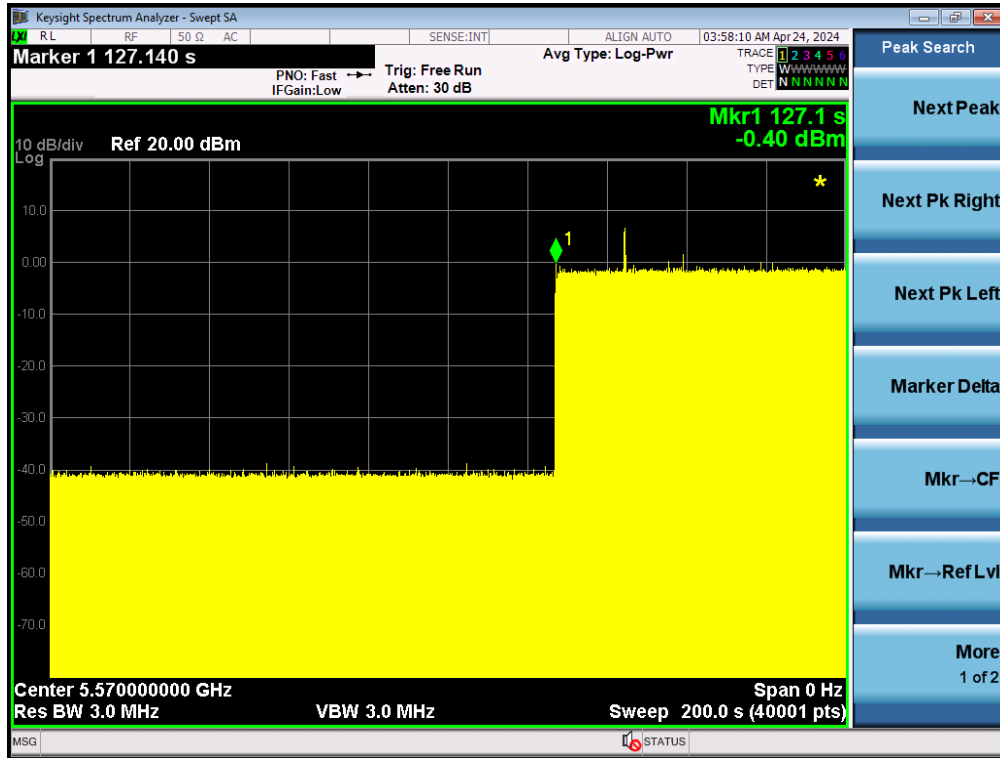 Keysight Spectrum Analyzer - Swept SA
LXI RL RF 50 Ω AC SENSE:INT ALIGN AUTO 03:58:10 AM Apr 24, 2024
Marker 1 127.140 s
PNO: Fast
IFGain:Low
Trig: Free Run
Atten: 30 dB
Avg Type: Log-Pwr
TRACE 1 2 3 4 5 6
TYPE WWWWWWW
DET N N N N N N
Mkr1 127.1 s
-0.40 dBm
10 dB/div Ref 20.00 dBm
Log
*
10.0
1
0.00
-10.0
-20.0
-30.0
-40.0
-50.0
-60.0
-70.0
Center 5.570000000 GHz Span 0 Hz
Res BW 3.0 MHz VBW 3.0 MHz Sweep 200.0 s (40001 pts)
MSG STATUS
Peak Search
Next Peak
Next Pk Right
Next Pk Left
Marker Delta
Mkr→CF
Mkr→Ref Lvl
More
1 of 2